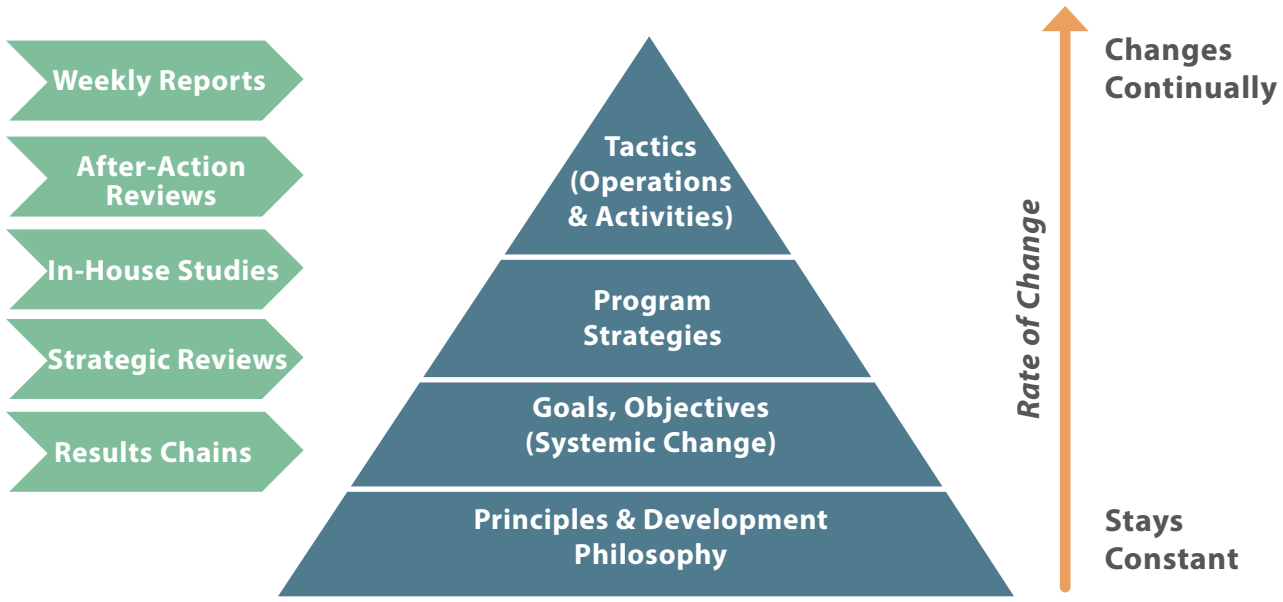 Weekly Reports
After-Action
Reviews
In-House Studies
Strategic Reviews
Results Chains
Tactics
(Operations
& Activities)
Program
Strategies
Goals, Objectives
(Systemic Change)
Principles & Development
Philosophy
Rate of Change
Changes
Continually
Stays
Constant